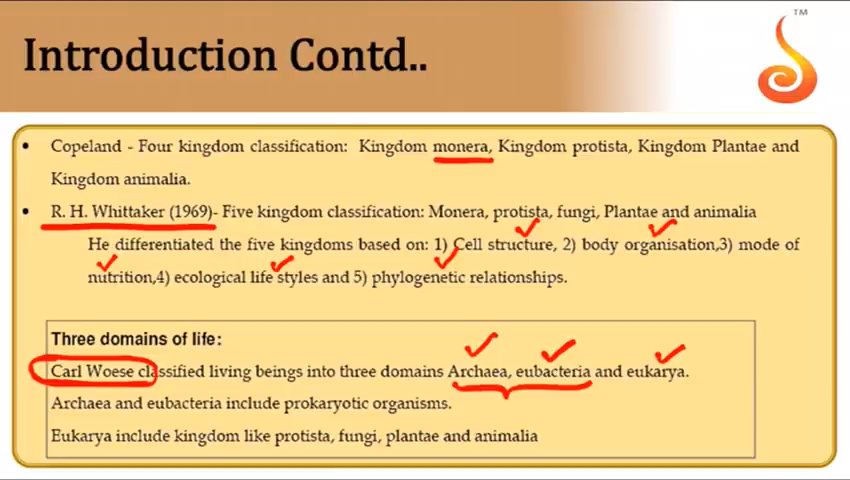 TM
Introduction Contd..
• Copeland - Four kingdom classification: Kingdom monera, Kingdom protista, Kingdom Plantae and
Kingdom animalia.
• R. H. Whittaker (1969)- Five kingdom classification: Monera, protista, fungi, Plantae and animalia
He differentiated the five kingdoms based on: 1) Cell structure, 2) body organisation,3) mode of
nutrition,4) ecological life styles and 5) phylogenetic relationships.
Three domains of life:
Carl Woese classified living beings into three domains Archaea, eubacteria and eukarya.
Archaea and eubacteria include prokaryotic organisms.
Eukarya include kingdom like protista, fungi, plantae and animalia